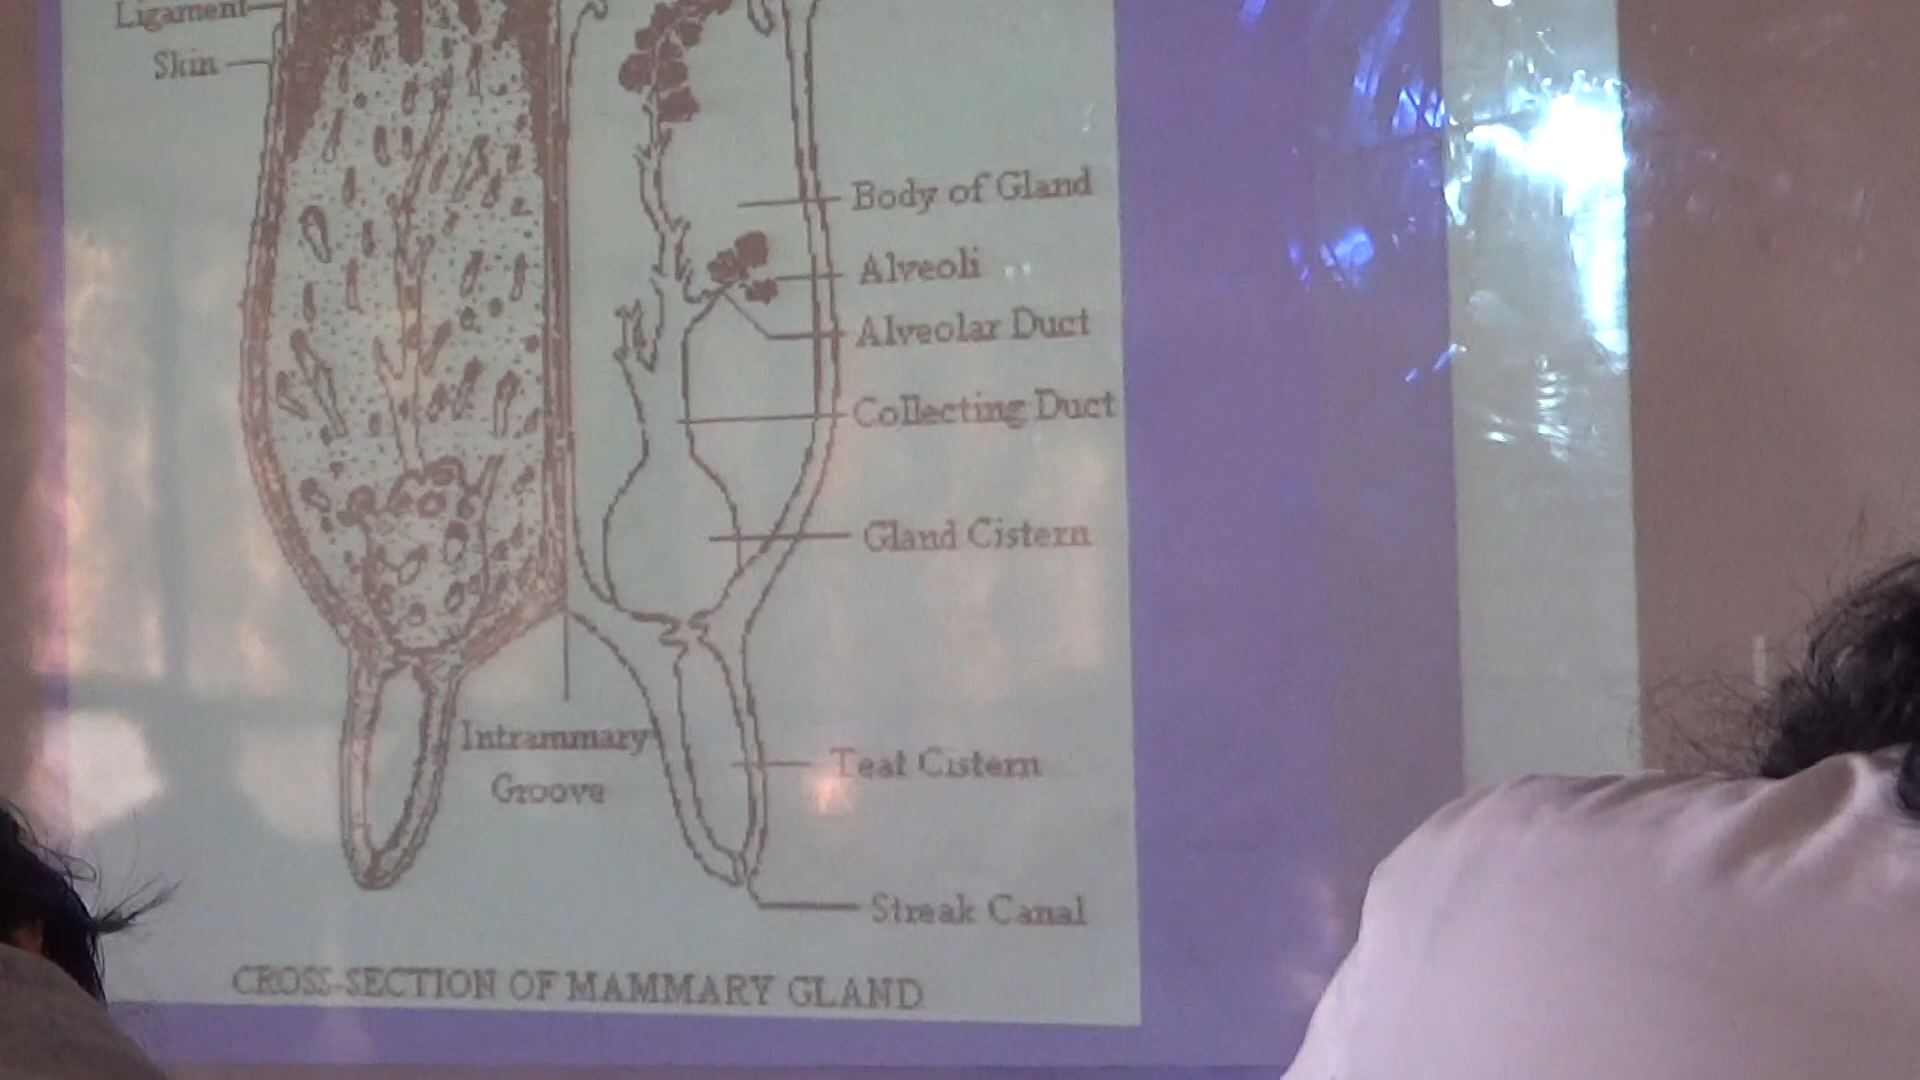 Ligament
Skin
Body of Gland
Alveoli
Alveolar Duct
Collecting Duct
Gland Cistern
Intrammary
Groove
Teat Cistern
Streak Canal
CROSS-SECTION OF MAMMARY GLAND